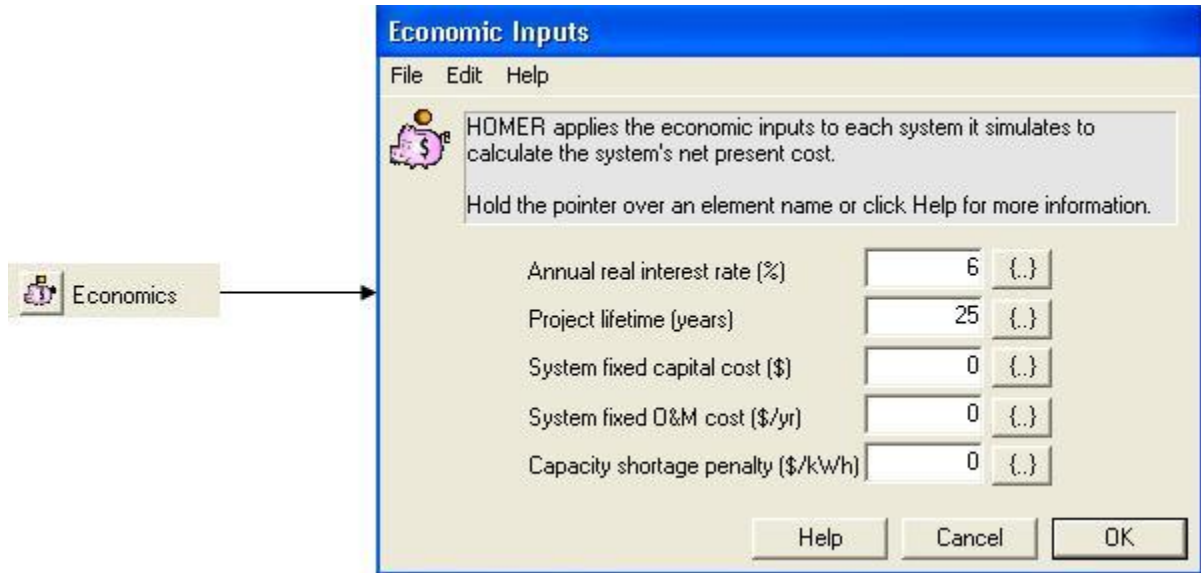 Economic Inputs
File Edit Help
$
HOMER applies the economic inputs to each system it simulates to
calculate the system's net present cost.
Hold the pointer over an element name or click Help for more information.
Economics
Annual real interest rate (%) 6 {..}
Project lifetime (years) 25 {..}
System fixed capital cost ($) 0 {..}
System fixed O&M cost ($/yr) 0 {..}
Capacity shortage penalty ($/kWh) 0 {..}
Help Cancel OK